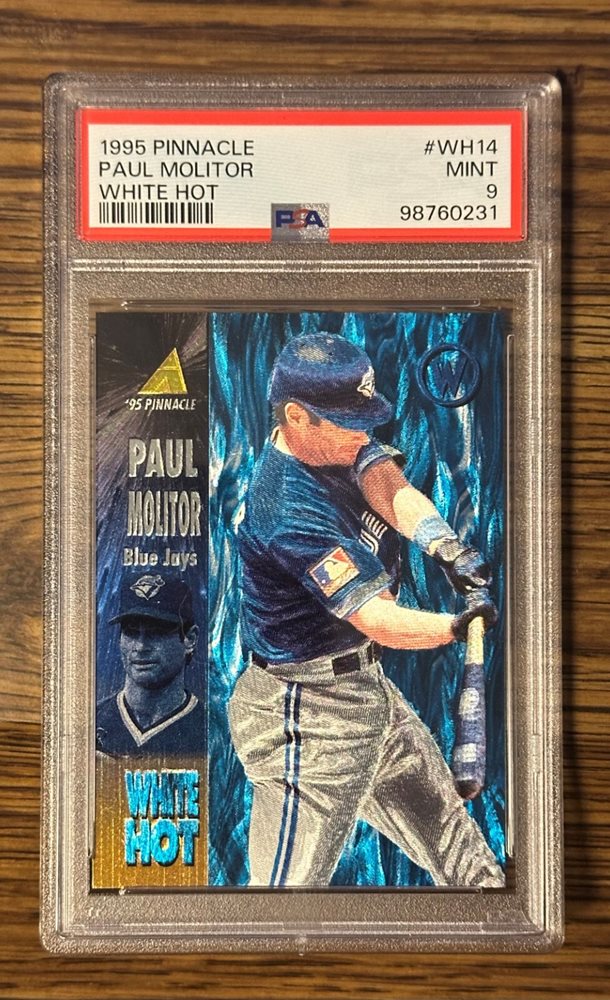 1995 PINNACLE #WH14
PAUL MOLITOR MINT
WHITE HOT 9
98760231
PSA
'95 PINNACLE
PAUL
MOLITOR
Blue Jays
WHITE
HOT
W